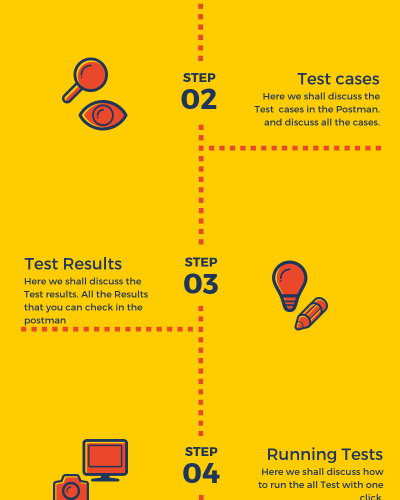 STEP
02
Test cases
Here we shall discuss the
Test cases in the Postman.
and discuss all the cases.
Test Results
Here we shall discuss the
Test results. All the Results
that you can check in the
postman
STEP
03
STEP
04
Running Tests
Here we shall discuss how
to run the all Test with one
click.